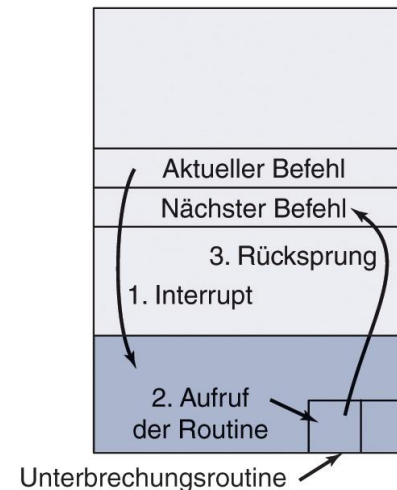 Aktueller Befehl
Nächster Befehl
3. Rücksprung
1. Interrupt
2. Aufruf
der Routine
Unterbrechungsroutine